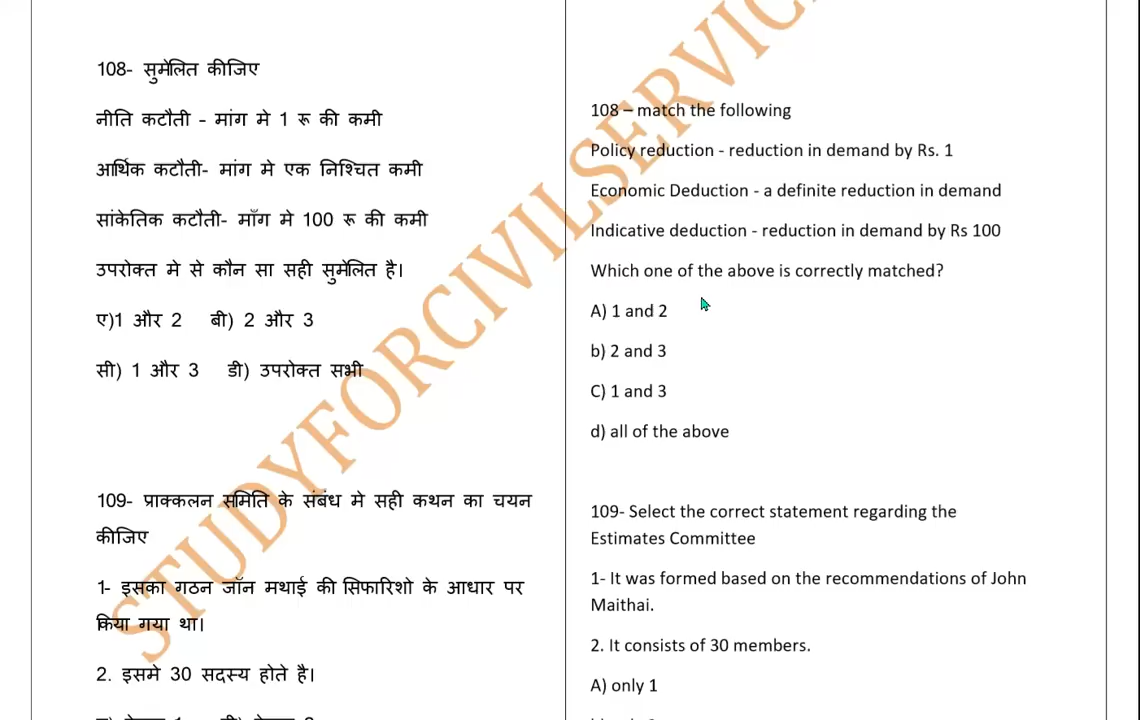 108- सुमेलित कीजिए
नीति कटौती - मांग मे 1 रू की कमी
आर्थिक कटौती- मांग मे एक निश्चित कमी
सांकेतिक कटौती- माँग मे 100 रू की कमी
उपरोक्त मे से कौन सा सही सुमेलित है।
ए)1 और 2 बी) 2 और 3
सी) 1 और 3 डी) उपरोक्त सभी
109- प्राक्कलन समिति के संबंध मे सही कथन का चयन
कीजिए
1- इसका गठन जॉन मथाई की सिफारिशो के आधार पर
किया गया था।
2. इसमे 30 सदस्य होते है।
108 – match the following
Policy reduction - reduction in demand by Rs. 1
Economic Deduction - a definite reduction in demand
Indicative deduction - reduction in demand by Rs 100
Which one of the above is correctly matched?
A) 1 and 2
b) 2 and 3
C) 1 and 3
d) all of the above
109- Select the correct statement regarding the
Estimates Committee
1- It was formed based on the recommendations of John
Maithai.
2. It consists of 30 members.
A) only 1
STUDYFORCIVILSERVIC